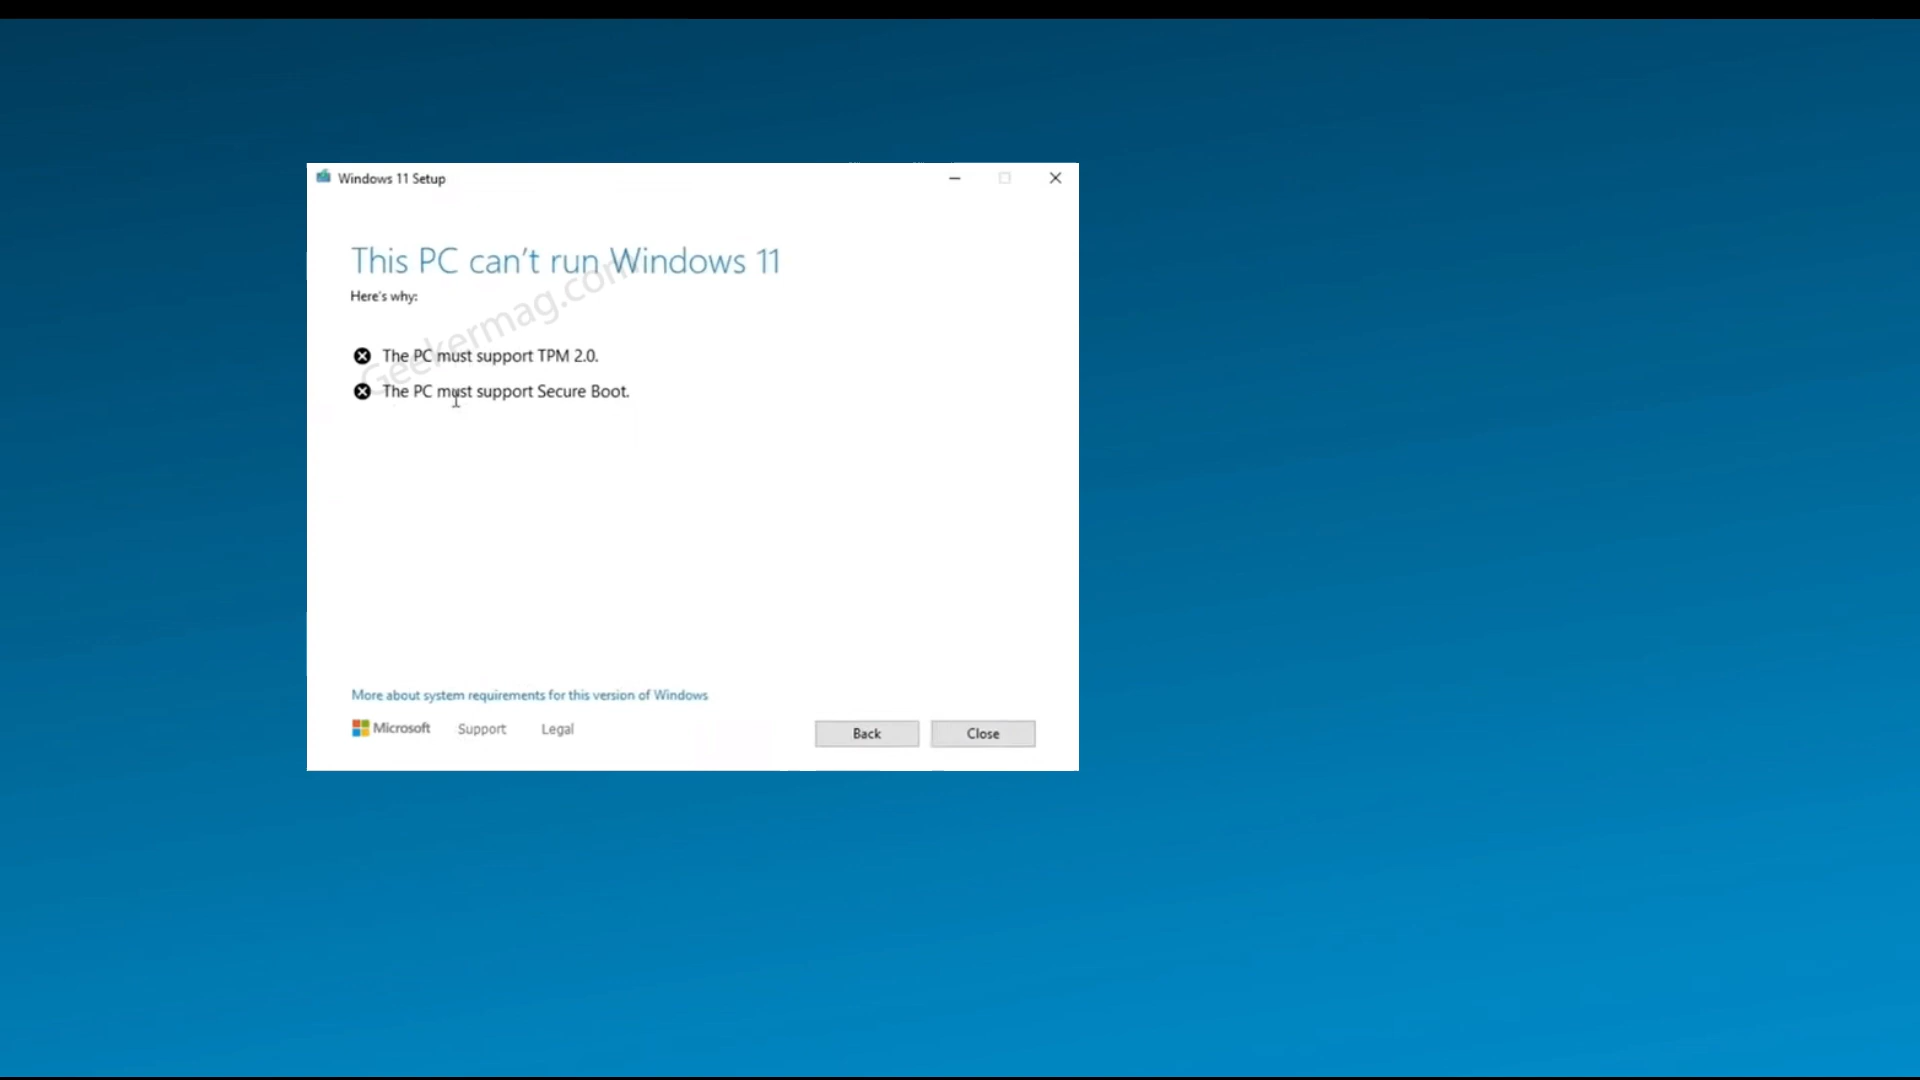 Windows 11 Setup
This PC can't run Windows 11
Here's why:
Geekermag.com
The PC must support TPM 2.0.
The PC must support Secure Boot.
More about system requirements for this version of Windows
Microsoft Support Legal
Back Close